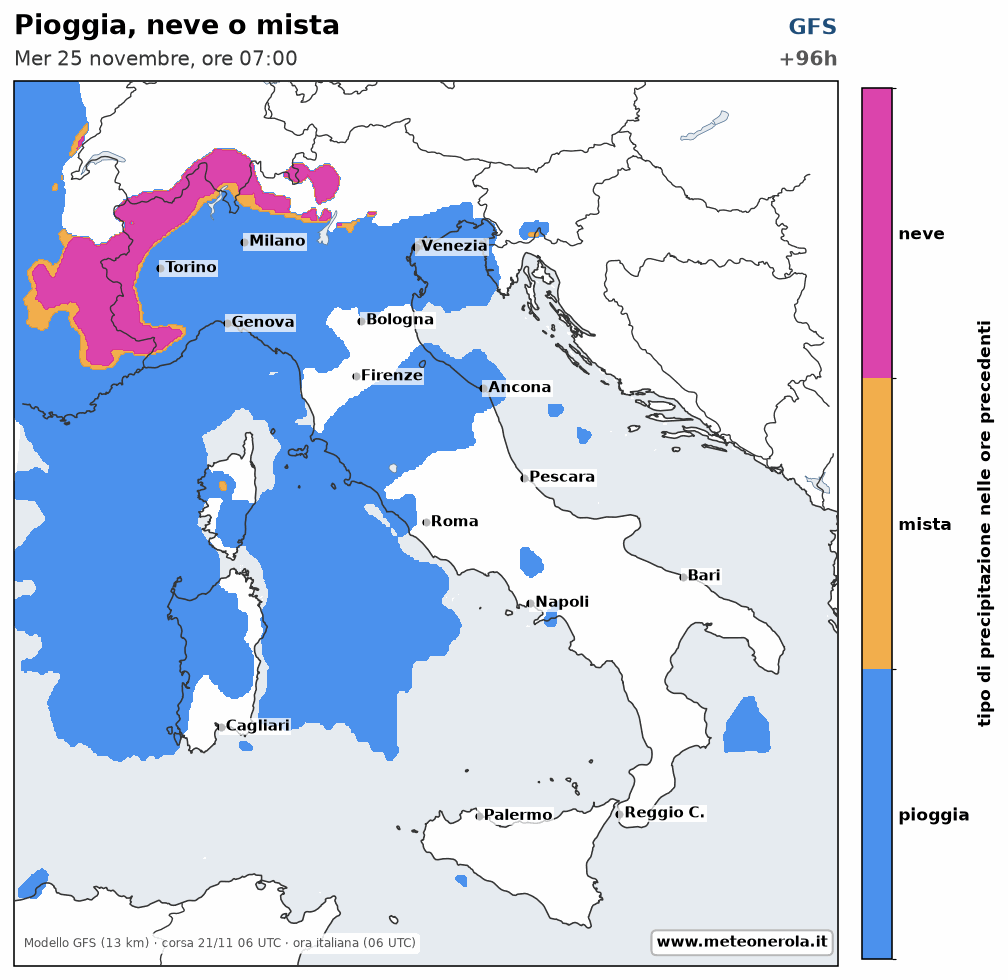 Pioggia, neve o mista
GFS
Mer 25 novembre, ore 07:00
+96h
neve
mista
pioggia
tipo di precipitazione nelle ore precedenti
Milano
Venezia
Torino
Genova
Bologna
Firenze
Ancona
Pescara
Roma
Bari
Napoli
Cagliari
Palermo
Reggio C.
Modello GFS (13 km) · corsa 21/11 06 UTC · ora italiana (06 UTC)
www.meteonerola.it